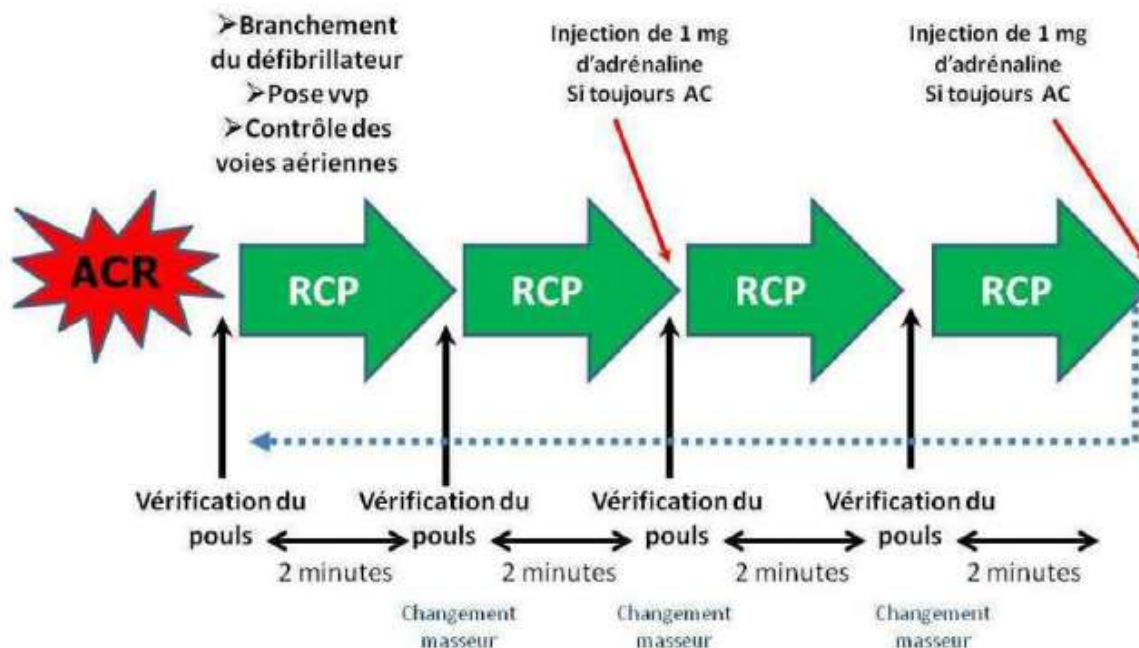 ➢Branchement
du défibrillateur
➢Pose vvp
➢Contrôle des
voies aériennes
Injection de 1 mg
d'adrénaline
Si toujours AC
Injection de 1 mg
d'adrénaline
Si toujours AC
ACR
RCP
RCP
RCP
RCP
Vérification du
pouls
Vérification du
pouls
Vérification du
pouls
Vérification du
pouls
2 minutes
2 minutes
2 minutes
2 minutes
Changement
masseur
Changement
masseur
Changement
masseur